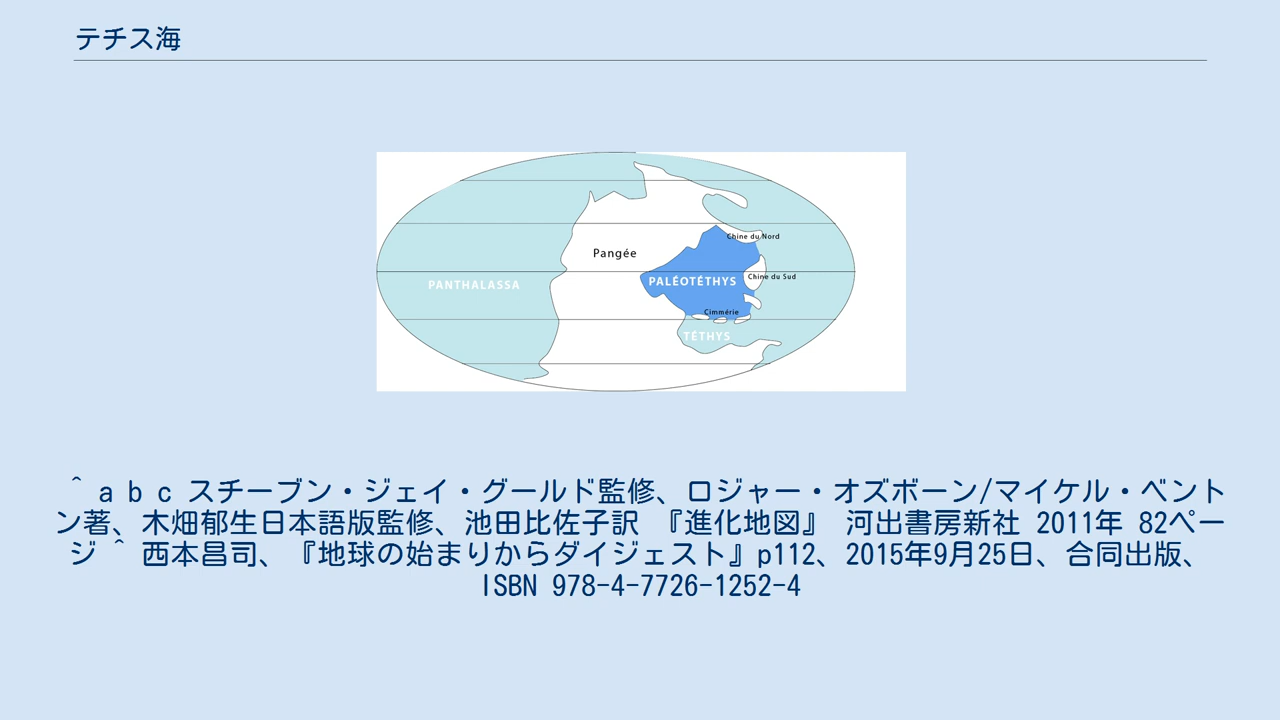 テチス海
Chine du Nord
Pangée
Chine du Sud
PALÉOTÉTHYS
PANTHALASSA
Cimmérie
TÉTHYS
^ a b c スチーブン・ジェイ・グールド監修、ロジャー・オズボーン/マイケル・ベント
ン著、木畑郁生日本語版監修、池田比佐子訳 『進化地図』 河出書房新社 2011年 82ペー
ジ ^ 西本昌司、『地球の始まりからダイジェスト』p112、2015年9月25日、合同出版、
ISBN 978-4-7726-1252-4